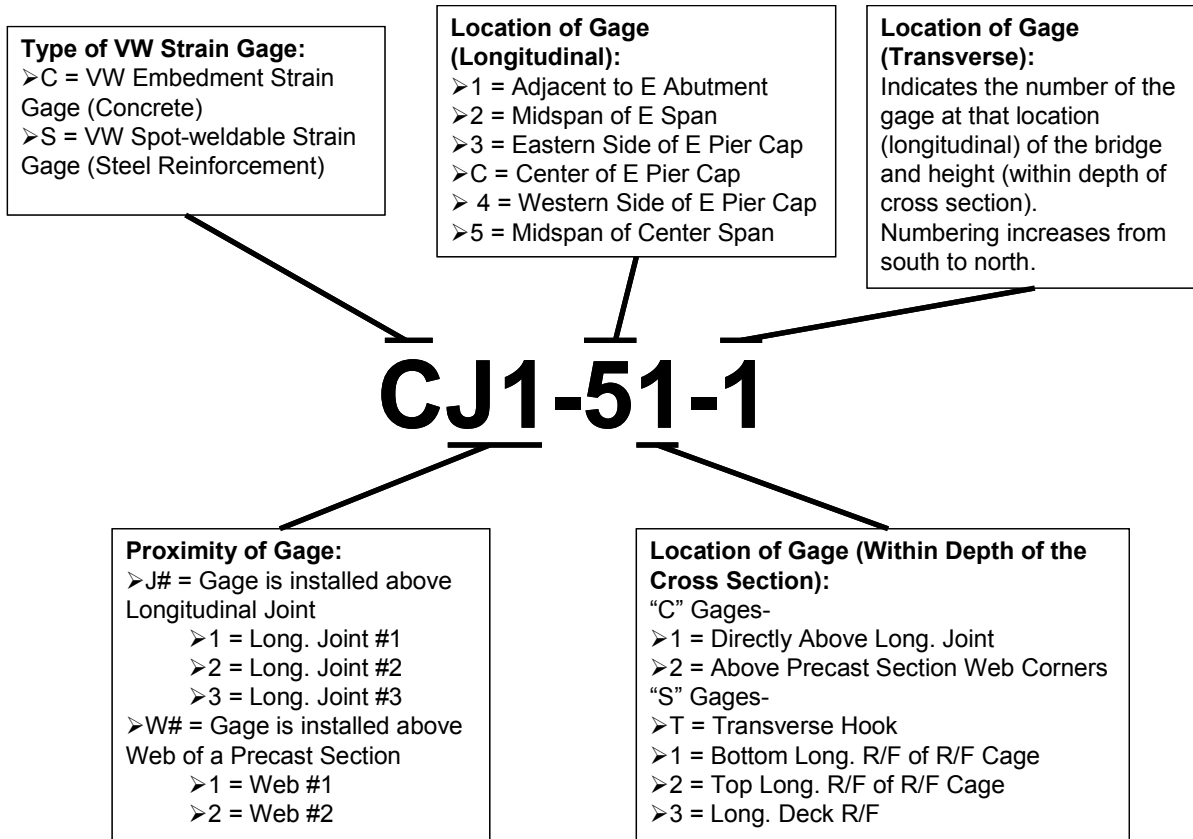 Type of VW Strain Gage:
➢C = VW Embedment Strain
Gage (Concrete)
➢S = VW Spot-weldable Strain
Gage (Steel Reinforcement)
Location of Gage
(Longitudinal):
➢1 = Adjacent to E Abutment
➢2 = Midspan of E Span
➢3 = Eastern Side of E Pier Cap
➢C = Center of E Pier Cap
➢ 4 = Western Side of E Pier Cap
➢5 = Midspan of Center Span
Location of Gage
(Transverse):
Indicates the number of the
gage at that location
(longitudinal) of the bridge
and height (within depth of
cross section).
Numbering increases from
south to north.
CJ1-51-1
Proximity of Gage:
➢J# = Gage is installed above
Longitudinal Joint
➢1 = Long. Joint #1
➢2 = Long. Joint #2
➢3 = Long. Joint #3
➢W# = Gage is installed above
Web of a Precast Section
➢1 = Web #1
➢2 = Web #2
Location of Gage (Within Depth of the
Cross Section):
“C” Gages-
➢1 = Directly Above Long. Joint
➢2 = Above Precast Section Web Corners
“S” Gages-
➢T = Transverse Hook
➢1 = Bottom Long. R/F of R/F Cage
➢2 = Top Long. R/F of R/F Cage
➢3 = Long. Deck R/F